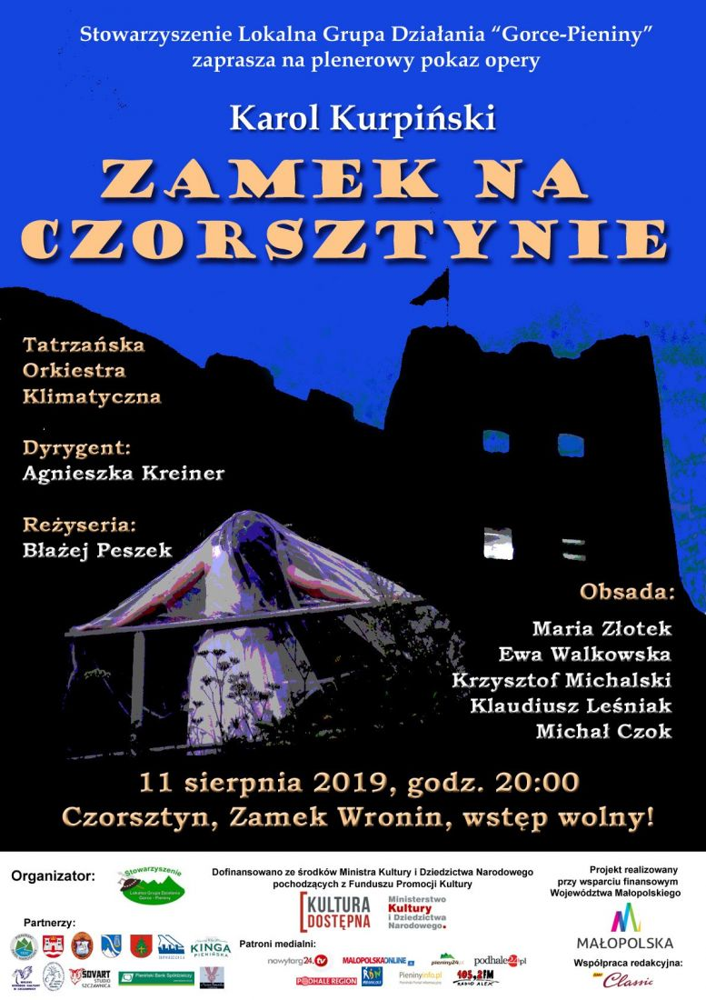 Stowarzyszenie Lokalna Grupa Działania “Gorce-Pieniny”
zaprasza na plenerowy pokaz opery
Karol Kurpiński
ZAMEK NA
CZORSZTYNIE
Tatrzańska
Orkiestra
Klimatyczna
Dyrygent:
Agnieszka Kreiner
Reżyseria:
Błażej Peszek
Obsada:
Maria Złotek
Ewa Walkowska
Krzysztof Michalski
Klaudiusz Leśniak
Michał Czok
11 sierpnia 2019, godz. 20:00
Czorsztyn, Zamek Wronin, wstęp wolny!
Organizator:
Stowarzyszenie
Lokalna Grupa Działania
Gorce - Pieniny
Dofinansowano ze środków Ministra Kultury i Dziedzictwa Narodowego
pochodzących z Funduszu Promocji Kultury
KULTURA
DOSTĘPNA
Ministerstwo
Kultury
i Dziedzictwa
Narodowego.
Projekt realizowany
przy wsparciu finansowym
Województwa Małopolskiego
MAŁOPOLSKA
Współpraca redakcyjna:
Classic
Partnerzy:
KINGA
PIENIŃSKA
SOVART
STUDIO
SZCZAWNICA
Pieniński Bank Spółdzielczy
Patroni medialni:
nowytarg24.tv
MALOPOLSKAONLINE
pieniny24.pl
podhale24.pl
PODHALE REGION
Pieninyinfo.pl
105,2FM
RADIO ALEX